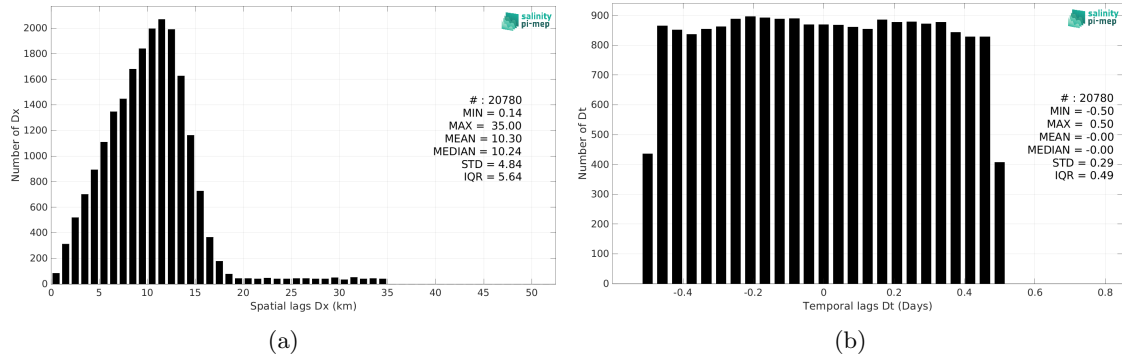 salinity
pi-mep
2000
1800
1600
1400
1200
1000
800
600
400
200
0
Number of Dx
# : 20780
MIN = 0.14
MAX = 35.00
MEAN = 10.30
MEDIAN = 10.24
STD = 4.84
IQR = 5.64
0 5 10 15 20 25 30 35 40 45 50
Spatial lags Dx (km)
(a)
salinity
pi-mep
900
800
700
600
500
400
300
200
100
0
Number of Dt
# : 20780
MIN = -0.50
MAX = 0.50
MEAN = -0.00
MEDIAN = -0.00
STD = 0.29
IQR = 0.49
-0.4 -0.2 0 0.2 0.4 0.6 0.8
Temporal lags Dt (Days)
(b)